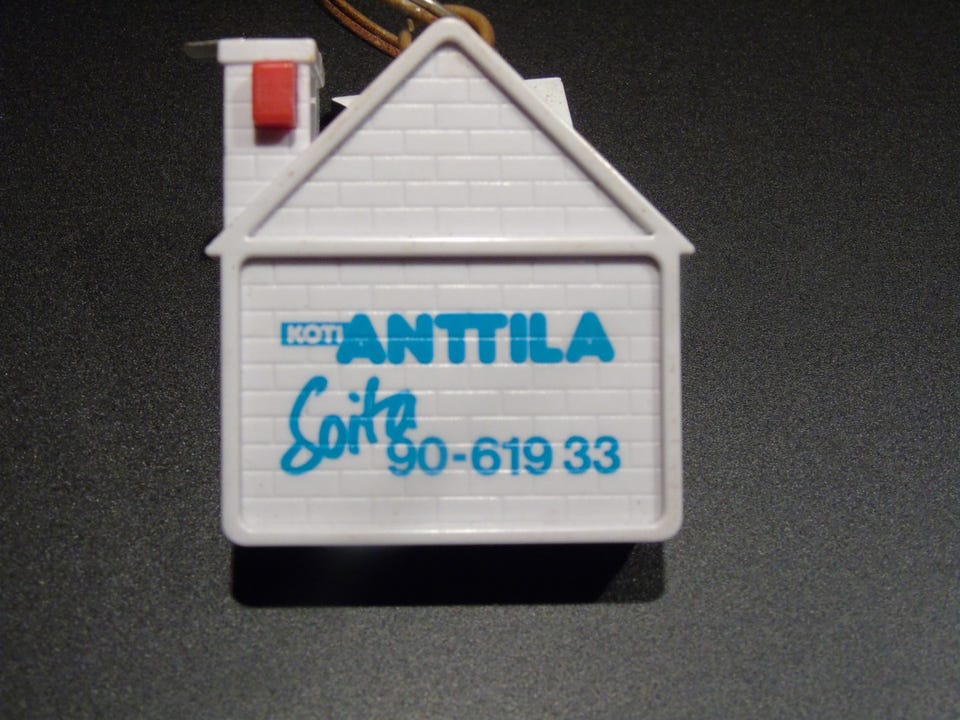 KOTI ANTTILA
Soita
90-619 33